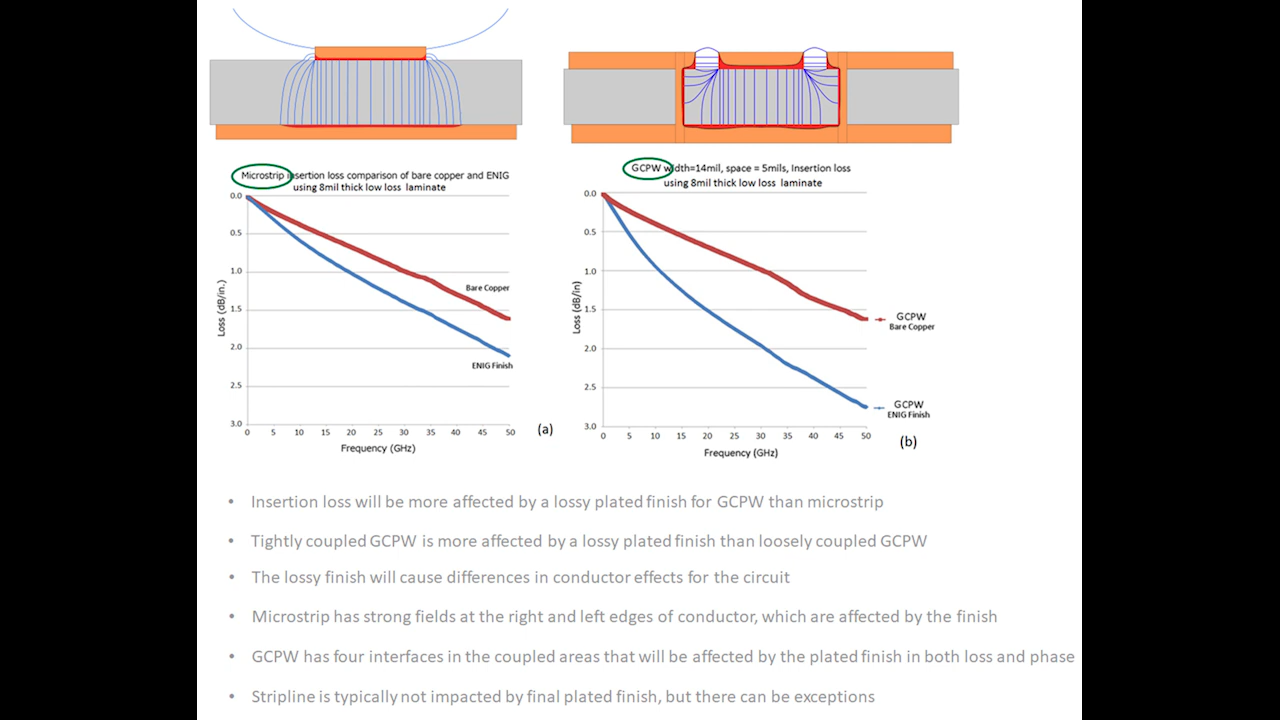 Microstrip insertion loss comparison of bare copper and ENIG
using 8mil thick low loss laminate
0.0
0.5
1.0
1.5
2.0
2.5
3.0
Loss (dB/in.)
Bare Copper
ENIG Finish
0 5 10 15 20 25 30 35 40 45 50
Frequency (GHz)
(a)
GCPW width=14mil, space = 5mils, Insertion loss
using 8mil thick low loss laminate
0.0
0.5
1.0
1.5
2.0
2.5
3.0
Loss (dB/in)
GCPW
Bare Copper
GCPW
ENIG Finish
0 5 10 15 20 25 30 35 40 45 50
Frequency (GHz)
(b)
• Insertion loss will be more affected by a lossy plated finish for GCPW than microstrip
• Tightly coupled GCPW is more affected by a lossy plated finish than loosely coupled GCPW
• The lossy finish will cause differences in conductor effects for the circuit
• Microstrip has strong fields at the right and left edges of conductor, which are affected by the finish
• GCPW has four interfaces in the coupled areas that will be affected by the plated finish in both loss and phase
• Stripline is typically not impacted by final plated finish, but there can be exceptions